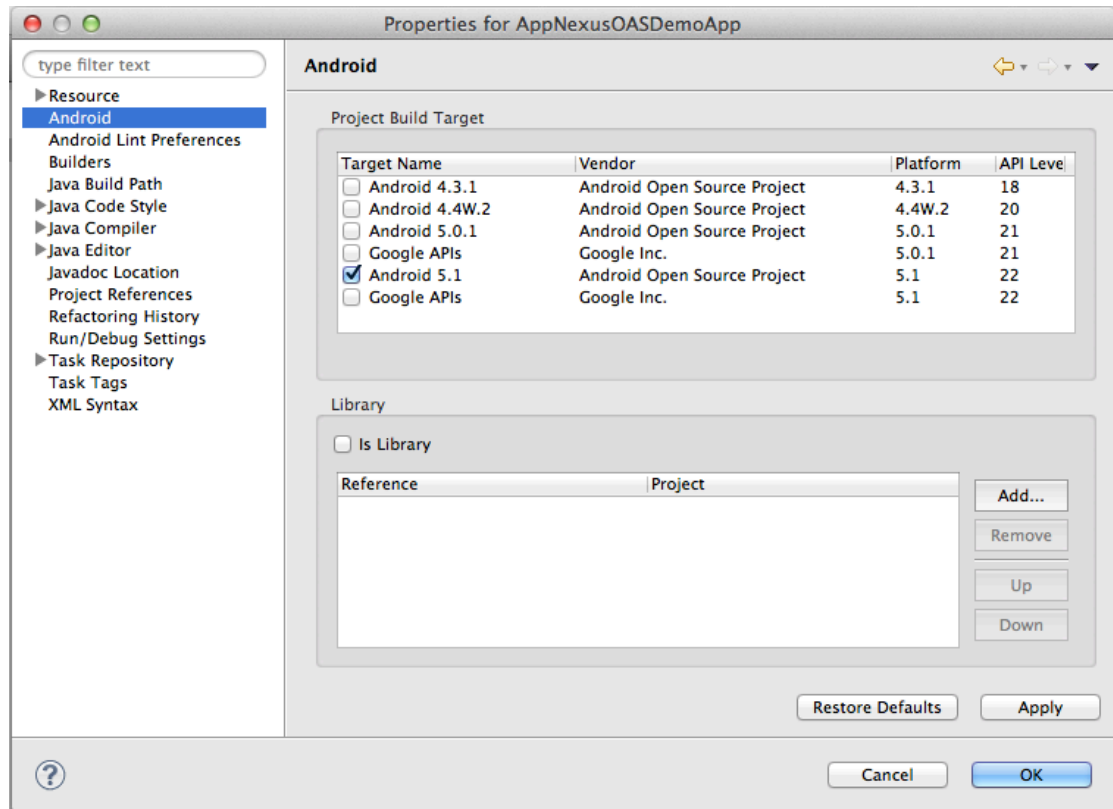 Properties for AppNexusOASDemoApp
type filter text
Resource
Android
Android Lint Preferences
Builders
Java Build Path
Java Code Style
Java Compiler
Java Editor
Javadoc Location
Project References
Refactoring History
Run/Debug Settings
Task Repository
Task Tags
XML Syntax
Android
Project Build Target
Target Name Vendor Platform API Leve
Android 4.3.1 Android Open Source Project 4.3.1 18
Android 4.4W.2 Android Open Source Project 4.4W.2 20
Android 5.0.1 Android Open Source Project 5.0.1 21
Google APIs Google Inc. 5.0.1 21
Android 5.1 Android Open Source Project 5.1 22
Google APIs Google Inc. 5.1 22
Library
Is Library
Reference Project
Add...
Remove
Up
Down
Restore Defaults Apply
? Cancel OK